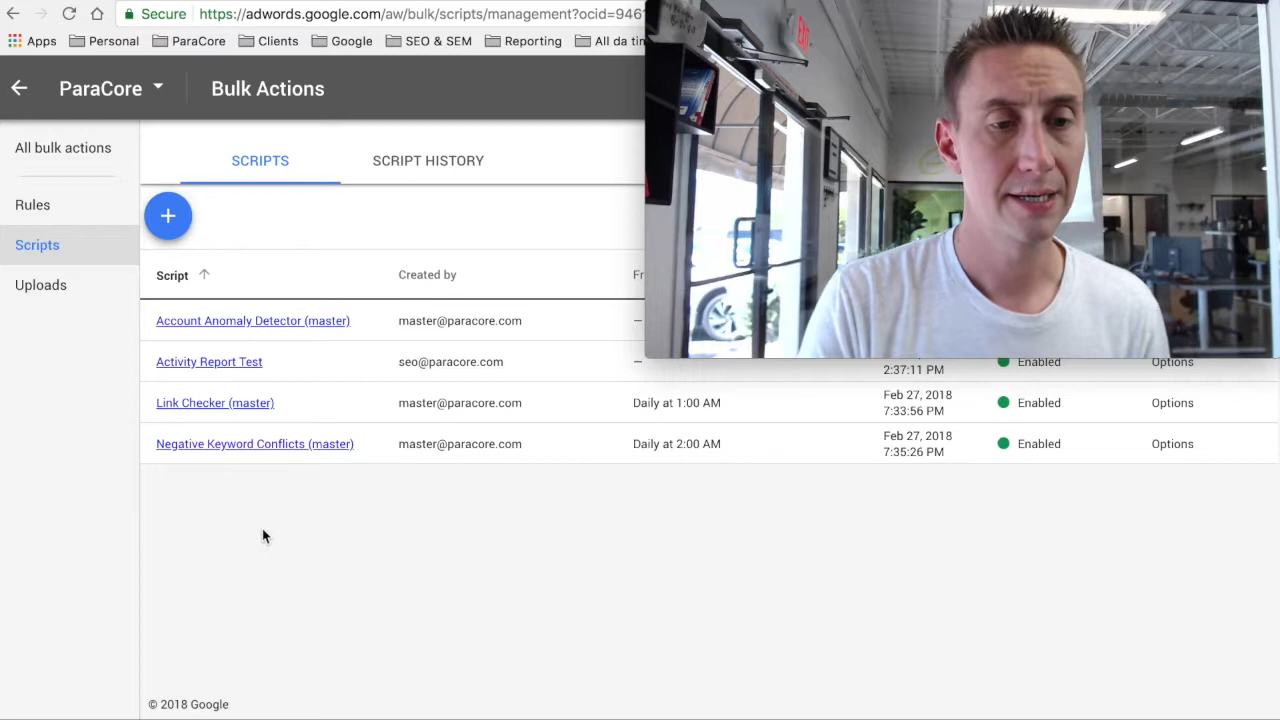 Secure https://adwords.google.com/aw/bulk/scripts/management?ocid=946
Apps Personal ParaCore Clients Google SEO & SEM Reporting All da tim
ParaCore Bulk Actions
All bulk actions
Rules
Scripts
Uploads
SCRIPTS SCRIPT HISTORY
+
Script Created by
Account Anomaly Detector (master) master@paracore.com —
Activity Report Test seo@paracore.com — 2:37:11 PM Enabled Options
Link Checker (master) master@paracore.com Daily at 1:00 AM Feb 27, 2018 7:33:56 PM Enabled Options
Negative Keyword Conflicts (master) master@paracore.com Daily at 2:00 AM Feb 27, 2018 7:35:26 PM Enabled Options
© 2018 Google
Exit